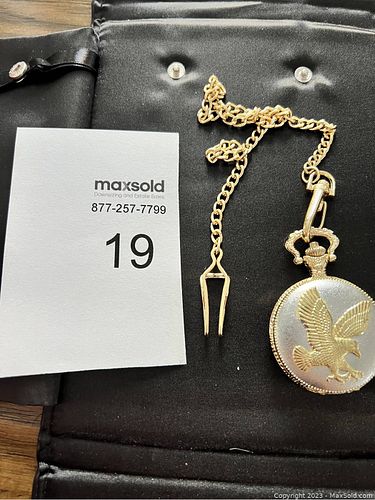 maxsold
Downsizing and Estate Sales
877-257-7799
19
Copyright 2023 - MaxSold.com